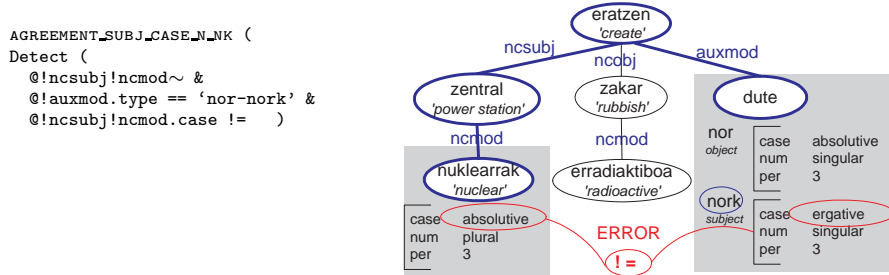 AGREEMENT_SUBJ_CASE_N_NK (
Detect (
@!ncsubj!ncmod~ &
@!auxmod.type == ‘nor-nork’ &
@!ncsubj!ncmod.case != )
eratzen
'create'
ncsubj
ncobj
auxmod
zentral
'power station'
zakar
'rubbish'
dute
ncmod
ncmod
nuklearrak
'nuclear'
erradiaktiboa
'radioactive'
nor
object
case absolutive
num singular
per 3
nork
subject
case ergative
num singular
per 3
case absolutive
num plural
per 3
ERROR
! =